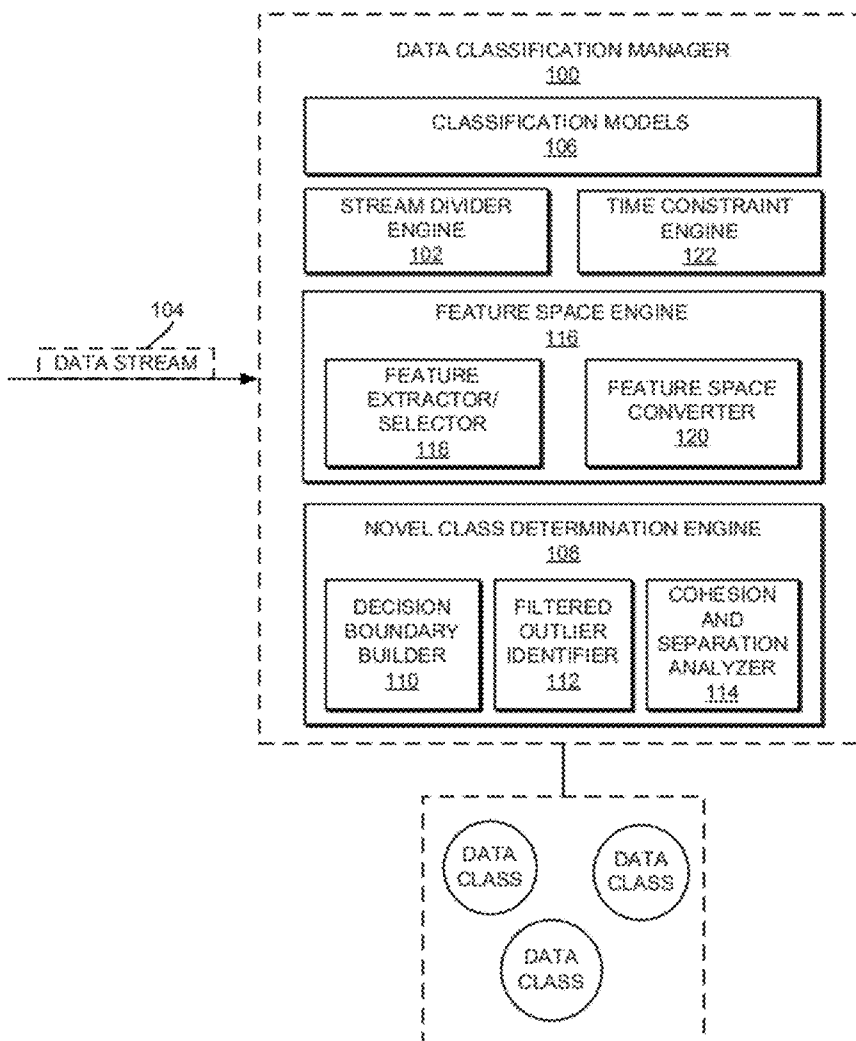 DATA CLASSIFICATION MANAGER
100
CLASSIFICATION MODELS
106
STREAM DIVIDER
ENGINE
102
TIME CONSTRAINT
ENGINE
122
104
DATA STREAM
FEATURE SPACE ENGINE
116
FEATURE
EXTRACTOR/
SELECTOR
118
FEATURE SPACE
CONVERTER
120
NOVEL CLASS DETERMINATION ENGINE
108
DECISION
BOUNDARY
BUILDER
110
FILTERED
OUTLIER
IDENTIFIER
112
COHESION
AND
SEPARATION
ANALYZER
114
DATA
CLASS
DATA
CLASS
DATA
CLASS